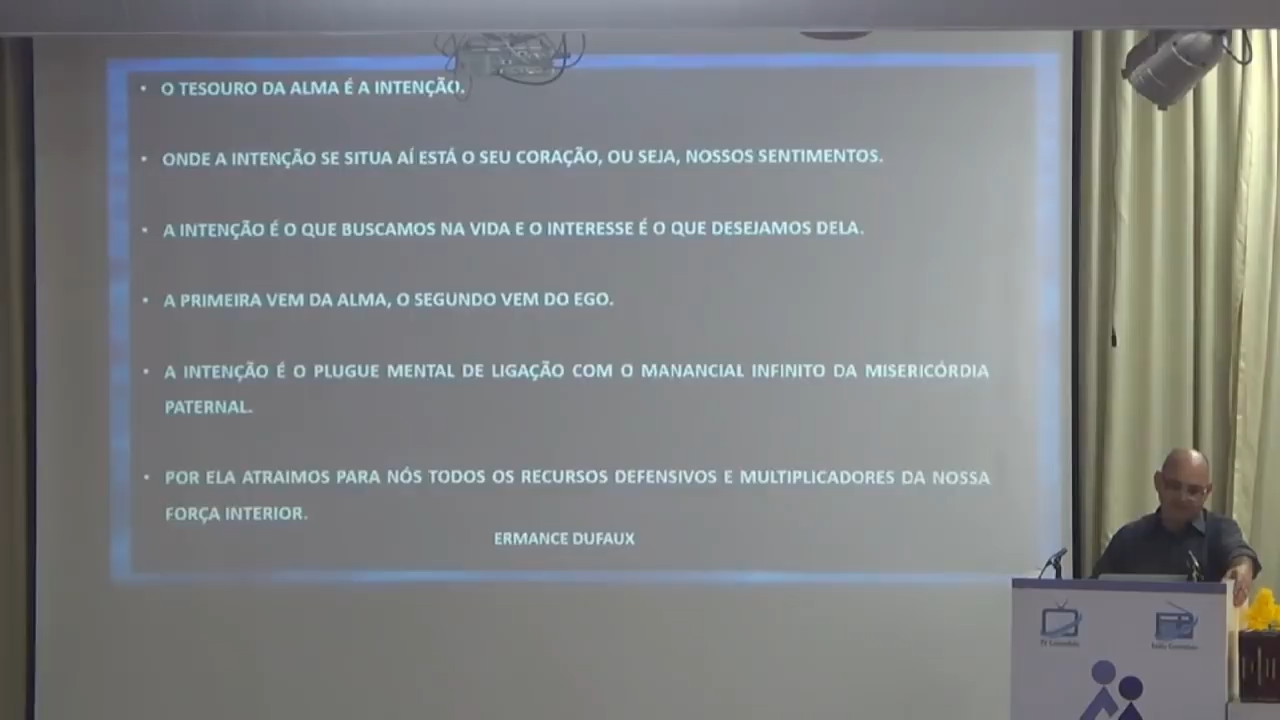 • O TESOURO DA ALMA É A INTENÇÃO.
• ONDE A INTENÇÃO SE SITUA AÍ ESTÁ O SEU CORAÇÃO, OU SEJA, NOSSOS SENTIMENTOS.
• A INTENÇÃO É O QUE BUSCAMOS NA VIDA E O INTERESSE É O QUE DESEJAMOS DELA.
• A PRIMEIRA VEM DA ALMA, O SEGUNDO VEM DO EGO.
• A INTENÇÃO É O PLUGUE MENTAL DE LIGAÇÃO COM O MANANCIAL INFINITO DA MISERICÓRDIA
PATERNAL.
• POR ELA ATRAIMOS PARA NÓS TODOS OS RECURSOS DEFENSIVOS E MULTIPLICADORES DA NOSSA
FORÇA INTERIOR.
ERMANCE DUFAUX